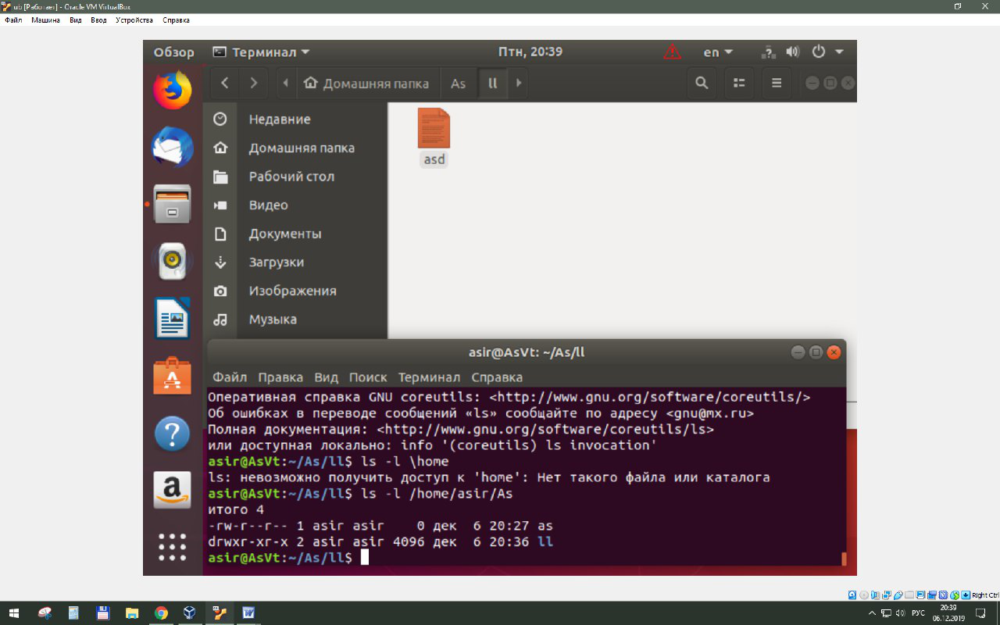 ub [Работает] - Oracle VM VirtualBox
Файл Машина Вид Ввод Устройства Справка
Обзор Терминал Птн, 20:39 en
Домашняя папка As ll
Недавние
Домашняя папка
Рабочий стол
Видео
Документы
Загрузки
Изображения
Музыка
asd
asir@AsVt: ~/As/ll
Файл Правка Вид Поиск Терминал Справка
Оперативная справка GNU coreutils: <http://www.gnu.org/software/coreutils/>
Об ошибках в переводе сообщений «ls» сообщайте по адресу <gnu@mx.ru>
Полная документация: <http://www.gnu.org/software/coreutils/ls>
или доступная локально: info '(coreutils) ls invocation'
asir@AsVt:~/As/ll$ ls -l \home
ls: невозможно получить доступ к 'home': Нет такого файла или каталога
asir@AsVt:~/As/ll$ ls -l /home/asir/As
итого 4
-rw-r--r-- 1 asir asir    0 дек  6 20:27 as
drwxr-xr-x 2 asir asir 4096 дек  6 20:36 ll
asir@AsVt:~/As/ll$
Right Ctrl
РУС
20:39
06.12.2019